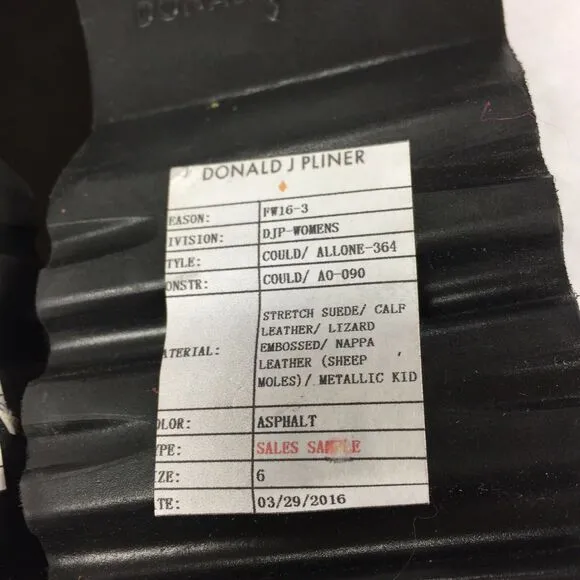 DONALD J PLINER
EASON: FW16-3
IVISION: DJP-WOMENS
TYLE: COULD/ ALLONE-364
ONSTR: COULD/ AO-090
ATERIAL: STRETCH SUEDE/ CALF
LEATHER/ LIZARD
EMBOSSED/ NAPPA
LEATHER (SHEEP
MOLES)/ METALLIC KID
OLOR: ASPHALT
YPE: SALES SAMPLE
IZE: 6
TE: 03/29/2016